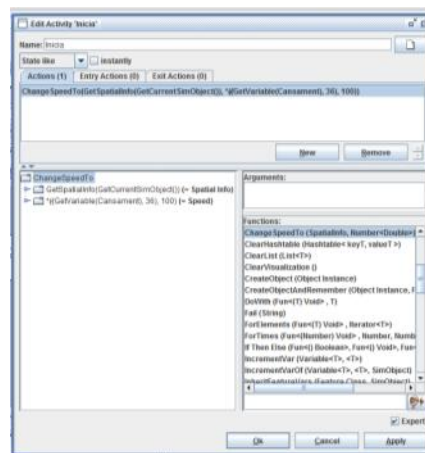 Edit Activity 'Inicia'
Name: Inicia
State like instantly
Actions (1) Entry Actions (0) Exit Actions (0)
ChangeSpeedTo(GetSpatialInfo(GetCurrentSimObject()), *(/(GetVariable(Cansament), 36), 100))
New Remove
ChangeSpeedTo
GetSpatialInfo(GetCurrentSimObject()) (= Spatial Info)
*(/(GetVariable(Cansament), 36), 100) (= Speed)
Arguments:
Functions:
ChangeSpeedTo (SpatialInfo, Number<Double>)
ClearHashtable (Hashtable< keyT, valueT >)
ClearList (List<T>)
ClearVisualization ()
CreateObject (Object Instance)
CreateObjectAndRemember (Object Instance, F
DoWith (Fun<(T) Void> , T)
Fail (String)
ForElements (Fun<(T) Void> , Iterator<T>)
ForTimes (Fun<(Number) Void> , Number, Numb
If Then Else (Fun<() Boolean>, Fun<() Void>, Fun<
IncrementVar (Variable<T>, <T>)
IncrementVarOf (Variable<T>, <T>, SimObject)
Expert
Ok Cancel Apply